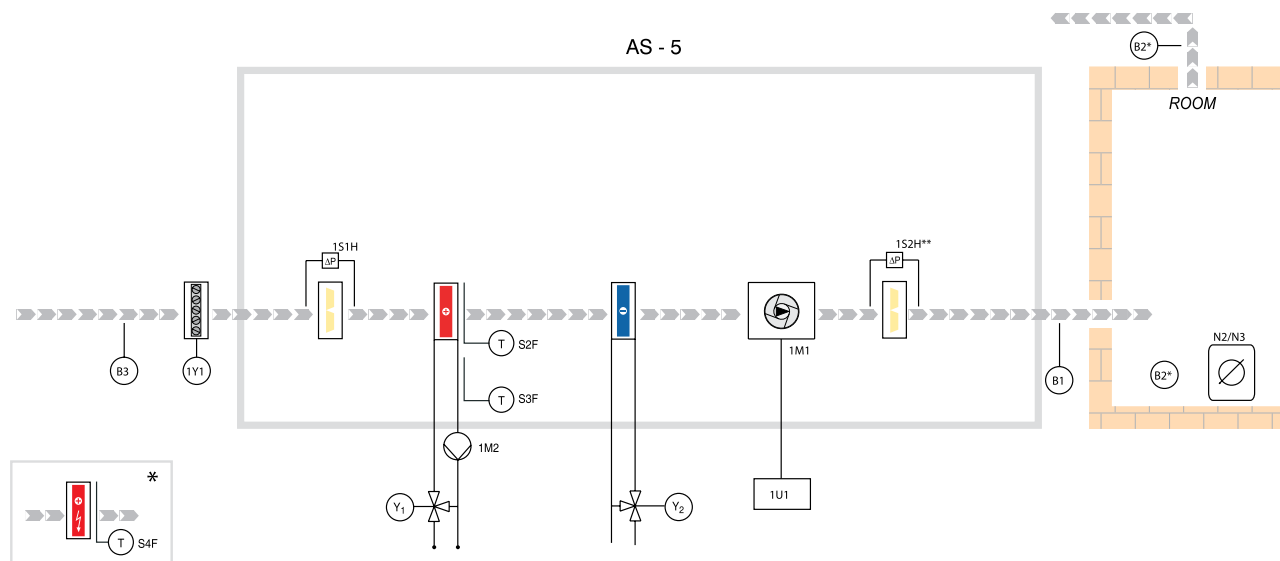 AS - 5
B2*
ROOM
1S1H
ΔP
1S2H**
ΔP
B3
1Y1
T
S2F
T
S3F
1M1
B1
B2*
N2/N3
1M2
*
Y1
1U1
Y2
T
S4F